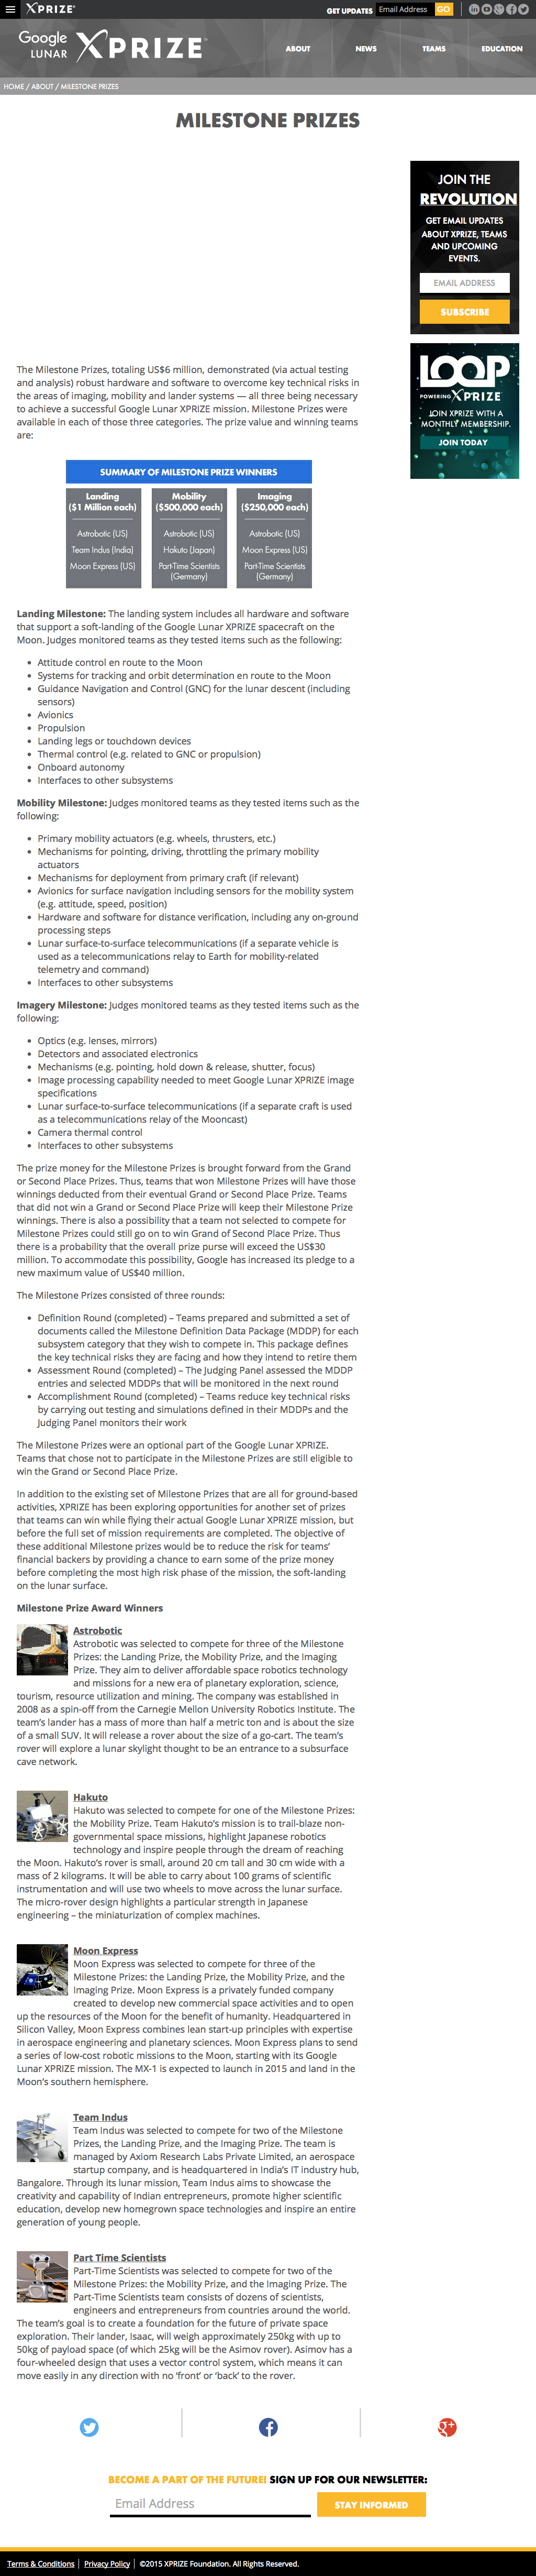 XPRIZE
GET UPDATES Email Address GO
Google
LUNAR XPRIZE
ABOUT NEWS TEAMS EDUCATION
HOME / ABOUT / MILESTONE PRIZES
MILESTONE PRIZES
JOIN THE
REVOLUTION
GET EMAIL UPDATES
ABOUT XPRIZE, TEAMS
AND UPCOMING
EVENTS.
EMAIL ADDRESS
SUBSCRIBE
LOOP
POWERING XPRIZE
JOIN XPRIZE WITH A
MONTHLY MEMBERSHIP.
JOIN TODAY
The Milestone Prizes, totaling US$6 million, demonstrated (via actual testing
and analysis) robust hardware and software to overcome key technical risks in
the areas of imaging, mobility and lander systems — all three being necessary
to achieve a successful Google Lunar XPRIZE mission. Milestone Prizes were
available in each of those three categories. The prize value and winning teams
are:
SUMMARY OF MILESTONE PRIZE WINNERS
Landing
($1 Million each)
Astrobotic (US)
Team Indus (India)
Moon Express (US)
Mobility
($500,000 each)
Astrobotic (US)
Hakuto (Japan)
Part-Time Scientists
(Germany)
Imaging
($250,000 each)
Astrobotic (US)
Moon Express (US)
Part-Time Scientists
(Germany)
Landing Milestone: The landing system includes all hardware and software
that support a soft-landing of the Google Lunar XPRIZE spacecraft on the
Moon. Judges monitored teams as they tested items such as the following:
• Attitude control en route to the Moon
• Systems for tracking and orbit determination en route to the Moon
• Guidance Navigation and Control (GNC) for the lunar descent (including
sensors)
• Avionics
• Propulsion
• Landing legs or touchdown devices
• Thermal control (e.g. related to GNC or propulsion)
• Onboard autonomy
• Interfaces to other subsystems
Mobility Milestone: Judges monitored teams as they tested items such as the
following:
• Primary mobility actuators (e.g. wheels, thrusters, etc.)
• Mechanisms for pointing, driving, throttling the primary mobility
actuators
• Mechanisms for deployment from primary craft (if relevant)
• Avionics for surface navigation including sensors for the mobility system
(e.g. attitude, speed, position)
• Hardware and software for distance verification, including any on-ground
processing steps
• Lunar surface-to-surface telecommunications (if a separate vehicle is
used as a telecommunications relay to Earth for mobility-related
telemetry and command)
• Interfaces to other subsystems
Imagery Milestone: Judges monitored teams as they tested items such as the
following:
• Optics (e.g. lenses, mirrors)
• Detectors and associated electronics
• Mechanisms (e.g. pointing, hold down & release, shutter, focus)
• Image processing capability needed to meet Google Lunar XPRIZE image
specifications
• Lunar surface-to-surface telecommunications (if a separate craft is used
as a telecommunications relay of the Mooncast)
• Camera thermal control
• Interfaces to other subsystems
The prize money for the Milestone Prizes is brought forward from the Grand
or Second Place Prizes. Thus, teams that won Milestone Prizes will have those
winnings deducted from their eventual Grand or Second Place Prize. Teams
that did not win a Grand or Second Place Prize will keep their Milestone Prize
winnings. There is also a possibility that a team not selected to compete for
Milestone Prizes could still go on to win Grand of Second Place Prize. Thus
there is a probability that the overall prize purse will exceed the US$30
million. To accommodate this possibility, Google has increased its pledge to a
new maximum value of US$40 million.
The Milestone Prizes consisted of three rounds:
• Definition Round (completed) – Teams prepared and submitted a set of
documents called the Milestone Definition Data Package (MDDP) for each
subsystem category that they wish to compete in. This package defines
the key technical risks they are facing and how they intend to retire them
• Assessment Round (completed) – The Judging Panel assessed the MDDP
entries and selected MDDPs that will be monitored in the next round
• Accomplishment Round (completed) – Teams reduce key technical risks
by carrying out testing and simulations defined in their MDDPs and the
Judging Panel monitors their work
The Milestone Prizes were an optional part of the Google Lunar XPRIZE.
Teams that chose not to participate in the Milestone Prizes are still eligible to
win the Grand or Second Place Prize.
In addition to the existing set of Milestone Prizes that are all for ground-based
activities, XPRIZE has been exploring opportunities for another set of prizes
that teams can win while flying their actual Google Lunar XPRIZE mission, but
before the full set of mission requirements are completed. The objective of
these additional Milestone prizes would be to reduce the risk for teams’
financial backers by providing a chance to earn some of the prize money
before completing the most high risk phase of the mission, the soft-landing
on the lunar surface.
Milestone Prize Award Winners
Astrobotic
Astrobotic was selected to compete for three of the Milestone
Prizes: the Landing Prize, the Mobility Prize, and the Imaging
Prize. They aim to deliver affordable space robotics technology
and missions for a new era of planetary exploration, science,
tourism, resource utilization and mining. The company was established in
2008 as a spin-off from the Carnegie Mellon University Robotics Institute. The
team’s lander has a mass of more than half a metric ton and is about the size
of a small SUV. It will release a rover about the size of a go-cart. The team’s
rover will explore a lunar skylight thought to be an entrance to a subsurface
cave network.
Hakuto
Hakuto was selected to compete for one of the Milestone Prizes:
the Mobility Prize. Team Hakuto’s mission is to trail-blaze non-
governmental space missions, highlight Japanese robotics
technology and inspire people through the dream of reaching
the Moon. Hakuto’s rover is small, around 20 cm tall and 30 cm wide with a
mass of 2 kilograms. It will be able to carry about 100 grams of scientific
instrumentation and will use two wheels to move across the lunar surface.
The micro-rover design highlights a particular strength in Japanese
engineering – the miniaturization of complex machines.
Moon Express
Moon Express was selected to compete for three of the
Milestone Prizes: the Landing Prize, the Mobility Prize, and the
Imaging Prize. Moon Express is a privately funded company
created to develop new commercial space activities and to open
up the resources of the Moon for the benefit of humanity. Headquartered in
Silicon Valley, Moon Express combines lean start-up principles with expertise
in aerospace engineering and planetary sciences. Moon Express plans to send
a series of low-cost robotic missions to the Moon, starting with its Google
Lunar XPRIZE mission. The MX-1 is expected to launch in 2015 and land in the
Moon’s southern hemisphere.
Team Indus
Team Indus was selected to compete for two of the Milestone
Prizes, the Landing Prize, and the Imaging Prize. The team is
managed by Axiom Research Labs Private Limited, an aerospace
startup company, and is headquartered in India’s IT industry hub,
Bangalore. Through its lunar mission, Team Indus aims to showcase the
creativity and capability of Indian entrepreneurs, promote higher scientific
education, develop new homegrown space technologies and inspire an entire
generation of young people.
Part Time Scientists
Part-Time Scientists was selected to compete for two of the
Milestone Prizes: the Mobility Prize, and the Imaging Prize. The
Part-Time Scientists team consists of dozens of scientists,
engineers and entrepreneurs from countries around the world.
The team’s goal is to create a foundation for the future of private space
exploration. Their lander, Isaac, will weigh approximately 250kg with up to
50kg of payload space (of which 25kg will be the Asimov rover). Asimov has a
four-wheeled design that uses a vector control system, which means it can
move easily in any direction with no ‘front’ or ‘back’ to the rover.
BECOME A PART OF THE FUTURE! SIGN UP FOR OUR NEWSLETTER:
Email Address
STAY INFORMED
Terms & Conditions | Privacy Policy | ©2015 XPRIZE Foundation. All Rights Reserved.